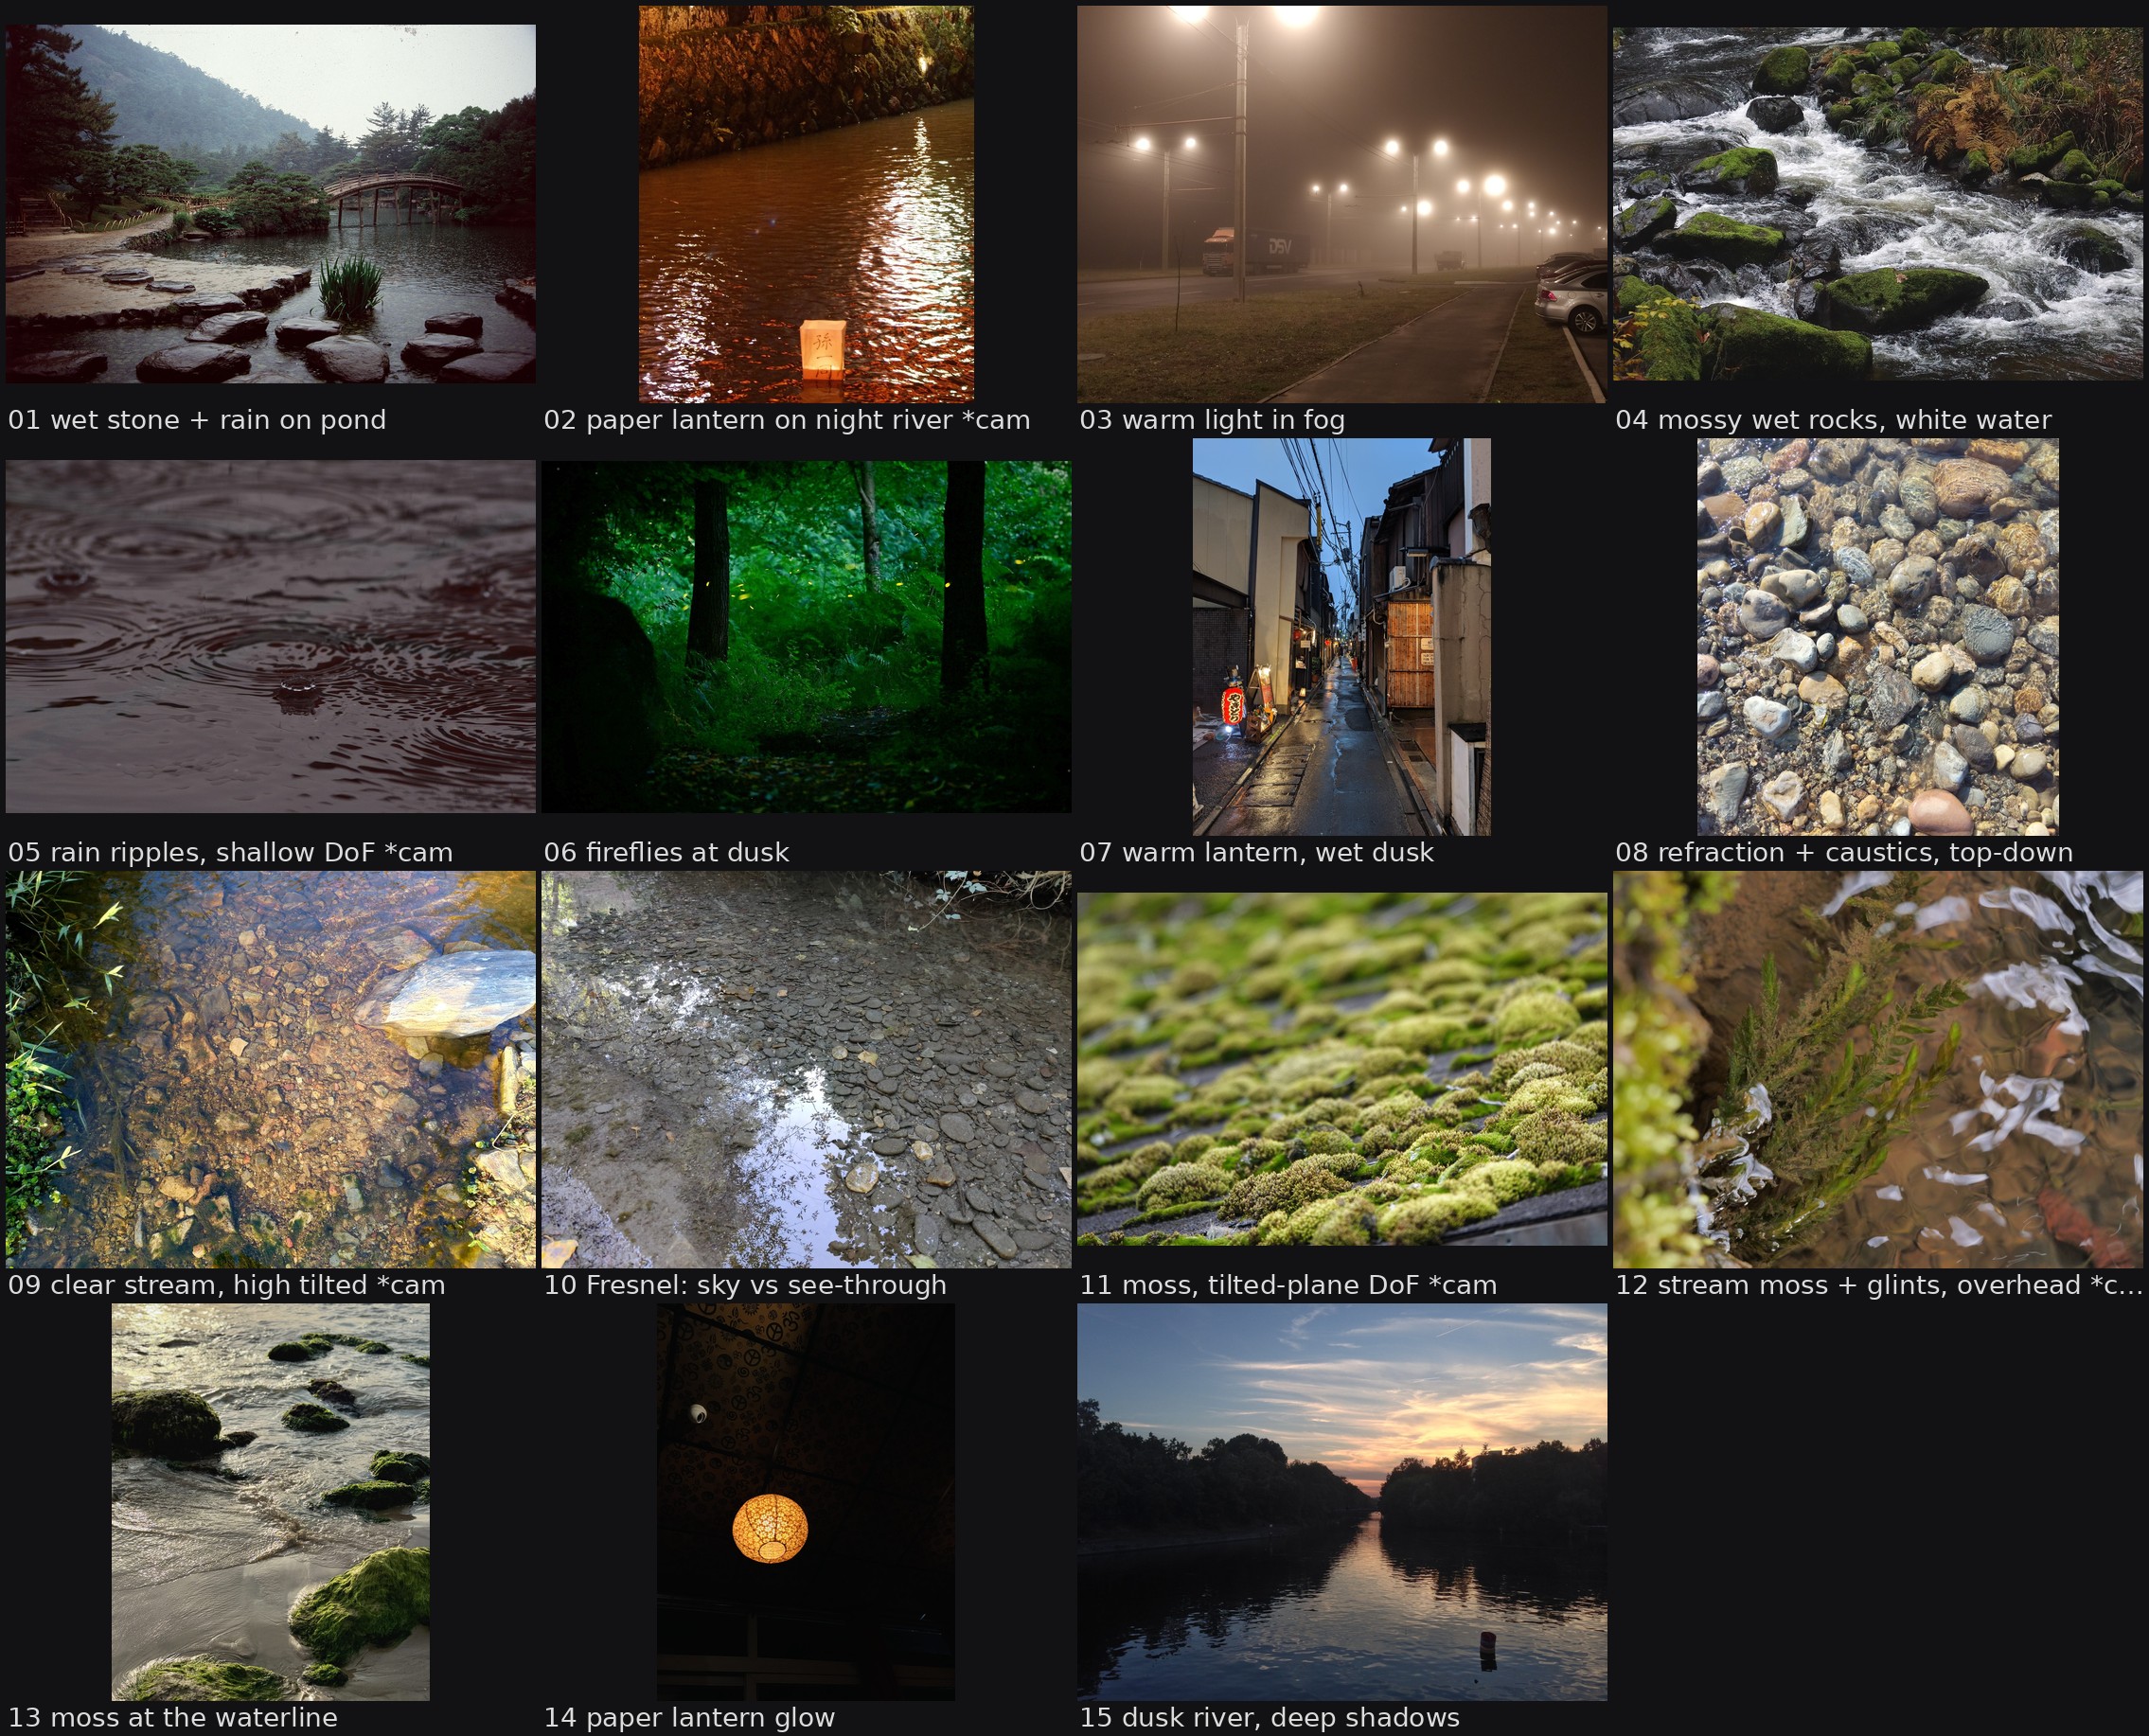 DSV
孫
一
01 wet stone + rain on pond
02 paper lantern on night river *cam
03 warm light in fog
04 mossy wet rocks, white water
05 rain ripples, shallow DoF *cam
06 fireflies at dusk
07 warm lantern, wet dusk
08 refraction + caustics, top-down
09 clear stream, high tilted *cam
10 Fresnel: sky vs see-through
11 moss, tilted-plane DoF *cam
12 stream moss + glints, overhead *c...
13 moss at the waterline
14 paper lantern glow
15 dusk river, deep shadows